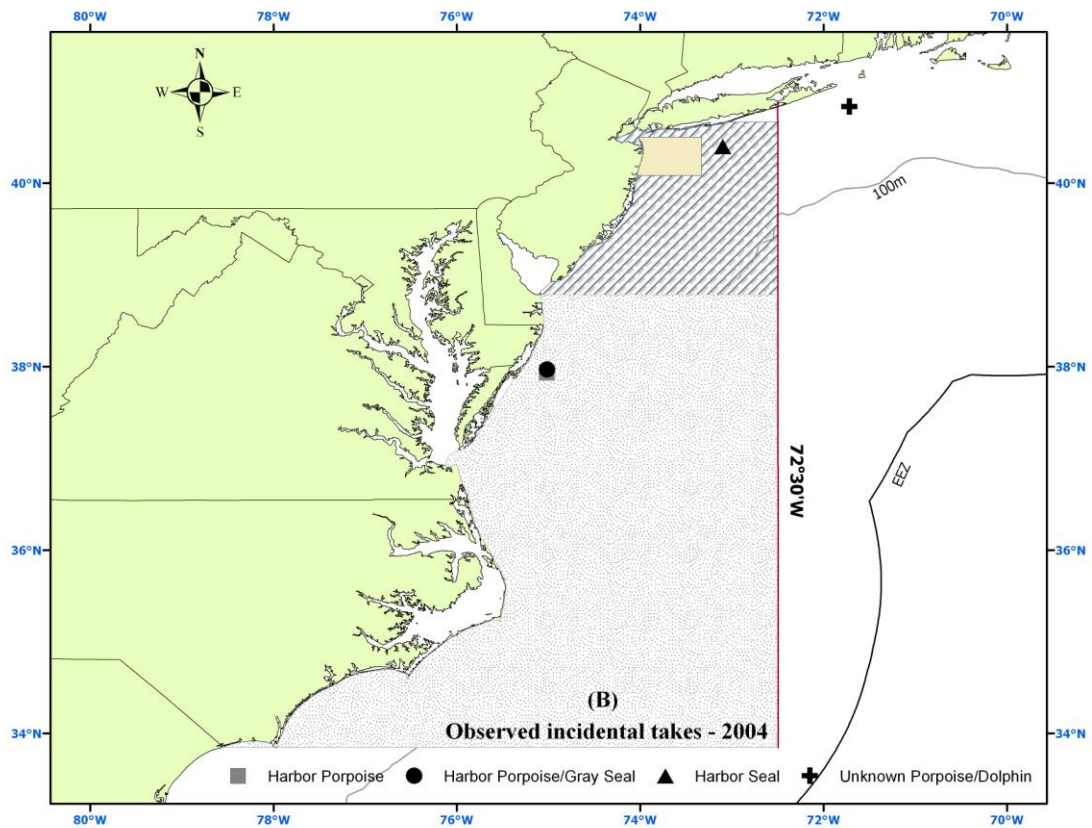 80°W 78°W 76°W 74°W 72°W 70°W
N
W E
S
40°N 40°N
100m
38°N 38°N
72°30'W
EEZ
36°N 36°N
34°N 34°N
(B)
Observed incidental takes - 2004
Harbor Porpoise Harbor Porpoise/Gray Seal Harbor Seal Unknown Porpoise/Dolphin
80°W 78°W 76°W 74°W 72°W 70°W